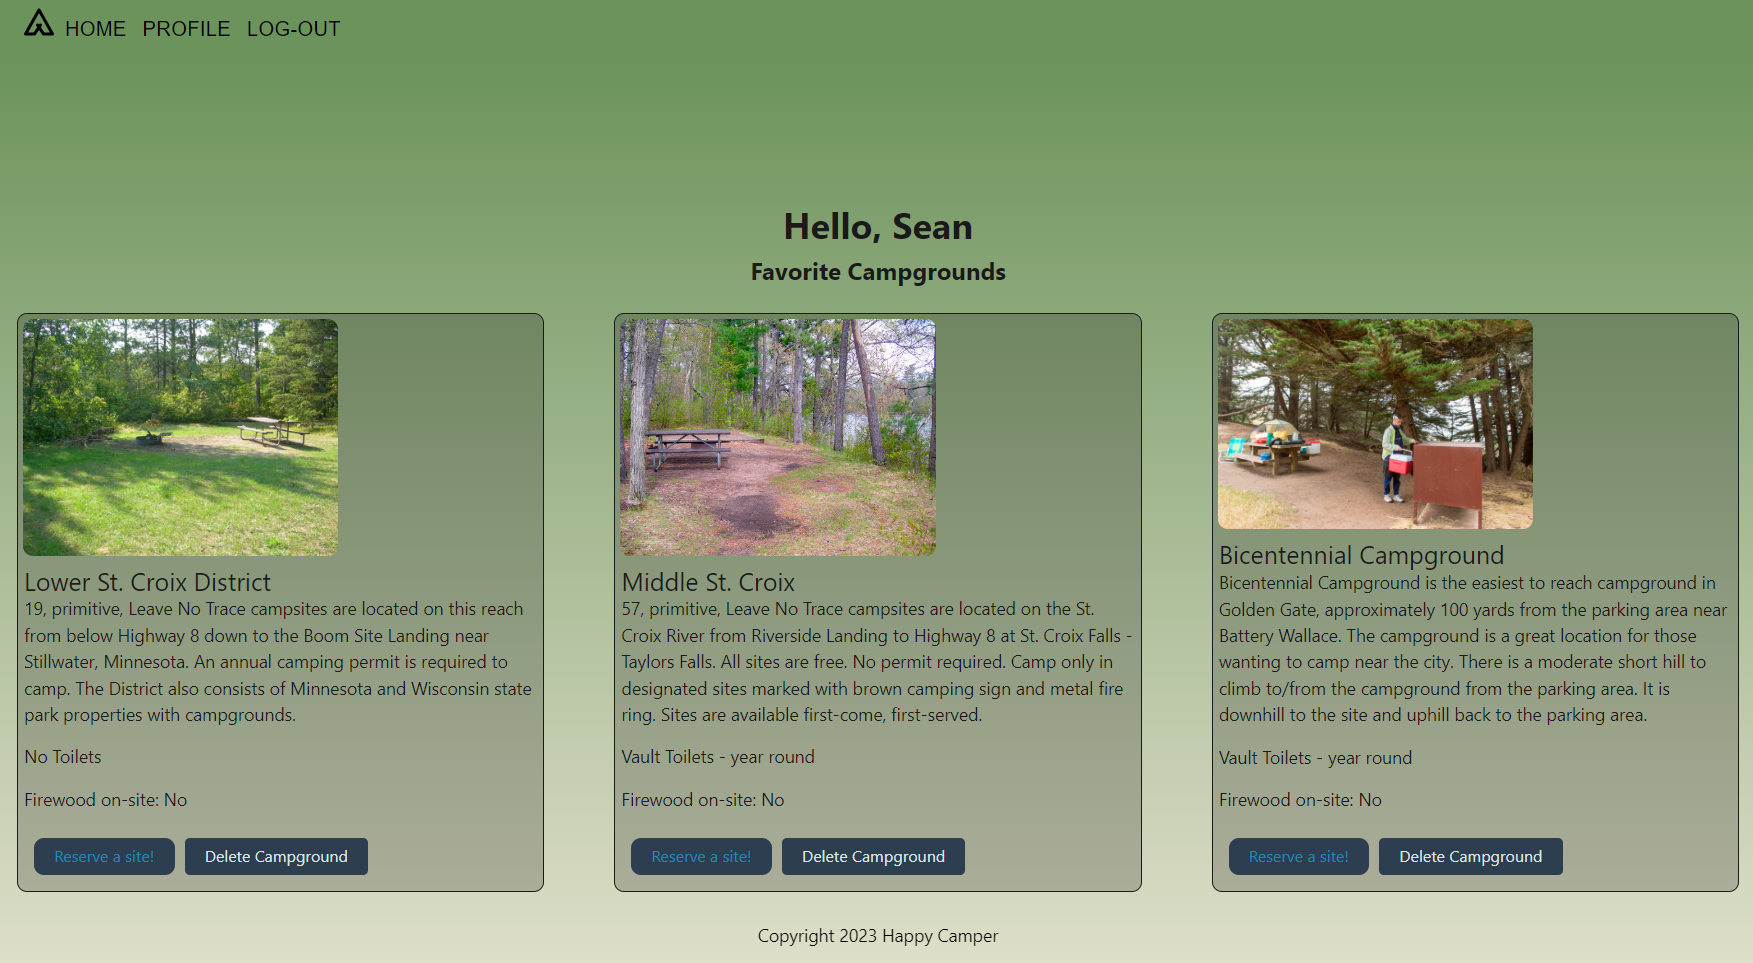 HOME PROFILE LOG-OUT
Hello, Sean
Favorite Campgrounds
Lower St. Croix District
19, primitive, Leave No Trace campsites are located on this reach
from below Highway 8 down to the Boom Site Landing near
Stillwater, Minnesota. An annual camping permit is required to
camp. The District also consists of Minnesota and Wisconsin state
park properties with campgrounds.
No Toilets
Firewood on-site: No
Reserve a site! Delete Campground
Middle St. Croix
57, primitive, Leave No Trace campsites are located on the St.
Croix River from Riverside Landing to Highway 8 at St. Croix Falls -
Taylors Falls. All sites are free. No permit required. Camp only in
designated sites marked with brown camping sign and metal fire
ring. Sites are available first-come, first-served.
Vault Toilets - year round
Firewood on-site: No
Reserve a site! Delete Campground
Bicentennial Campground
Bicentennial Campground is the easiest to reach campground in
Golden Gate, approximately 100 yards from the parking area near
Battery Wallace. The campground is a great location for those
wanting to camp near the city. There is a moderate short hill to
climb to/from the campground from the parking area. It is
downhill to the site and uphill back to the parking area.
Vault Toilets - year round
Firewood on-site: No
Reserve a site! Delete Campground
Copyright 2023 Happy Camper